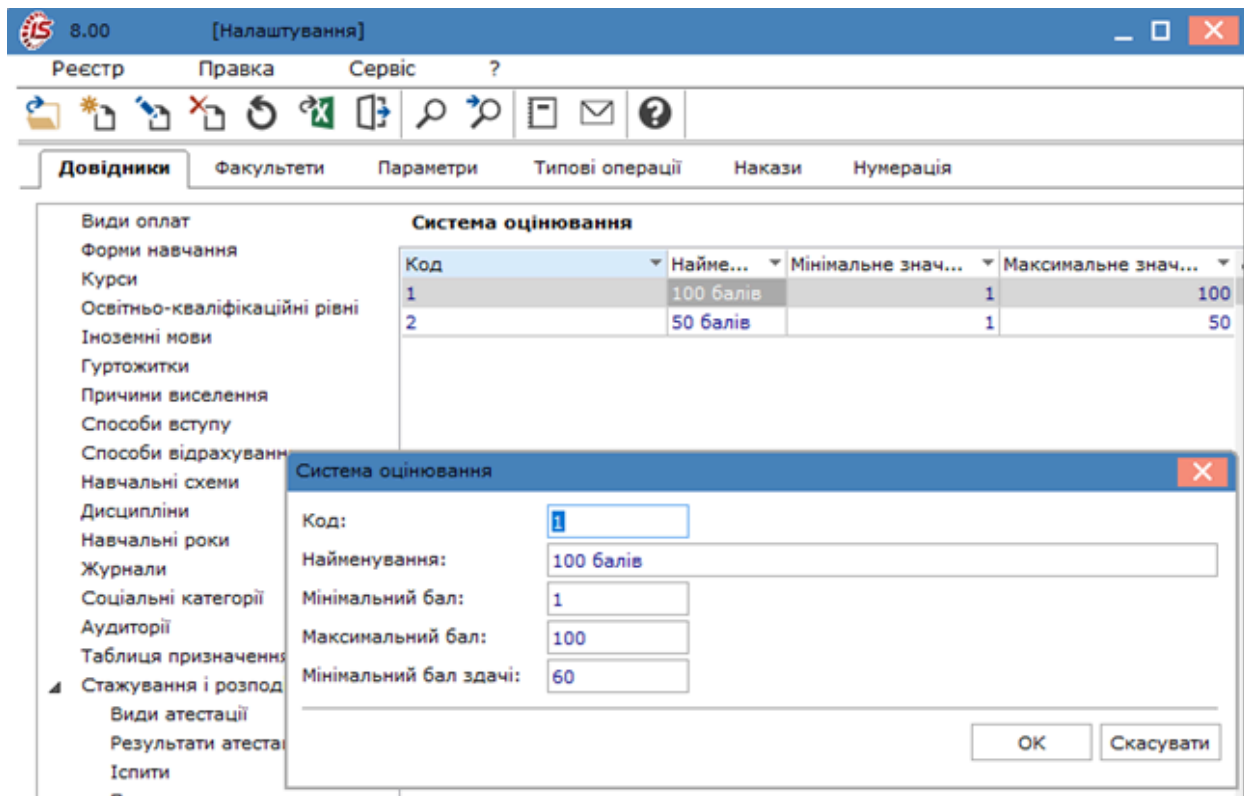 8.00 [Налаштування]
Реєстр Правка Сервіс ?
Довідники Факультети Параметри Типові операції Накази Нумерація
Види оплат
Форми навчання
Курси
Освітньо-кваліфікаційні рівні
Іноземні мови
Гуртожитки
Причини виселення
Способи вступу
Способи відрахуванн
Навчальні схеми
Дисципліни
Навчальні роки
Журнали
Соціальні категорії
Аудиторії
Таблиця призначення
Стажування і розпод
Види атестації
Результати атестац
Іспити
Система оцінювання
Код Найме... Мінімальне знач... Максимальне знач...
1 100 балів 1 100
2 50 балів 1 50
Система оцінювання
Код: 1
Найменування: 100 балів
Мінімальний бал: 1
Максимальний бал: 100
Мінімальний бал здачі: 60
ОК Скасувати